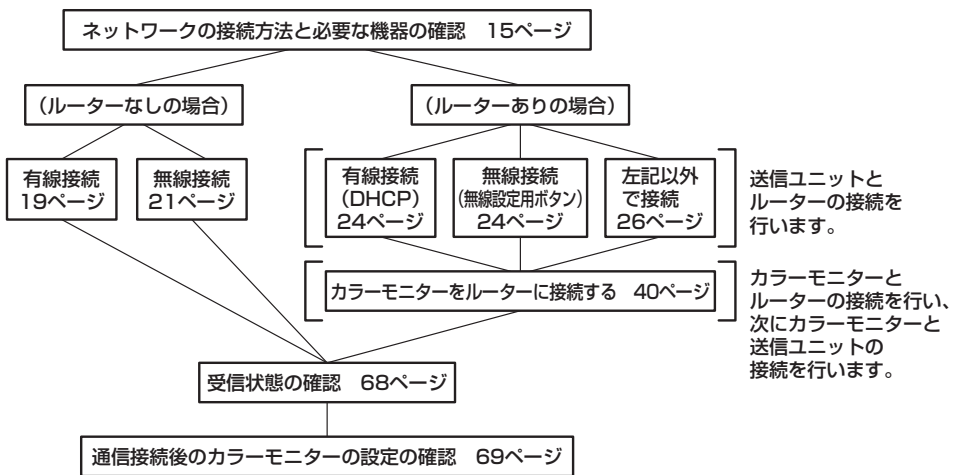 ネットワークの接続方法と必要な機器の確認　15ページ
（ルーターなしの場合）
（ルーターありの場合）
有線接続
19ページ
無線接続
21ページ
有線接続
（DHCP）
24ページ
無線接続
（無線設定用ボタン）
24ページ
左記以外
で接続
26ページ
送信ユニットと
ルーターの接続を
行います。
カラーモニターをルーターに接続する　40ページ
カラーモニターと
ルーターの接続を行い、
次にカラーモニターと
送信ユニットの
接続を行います。
受信状態の確認　68ページ
通信接続後のカラーモニターの設定の確認　69ページ